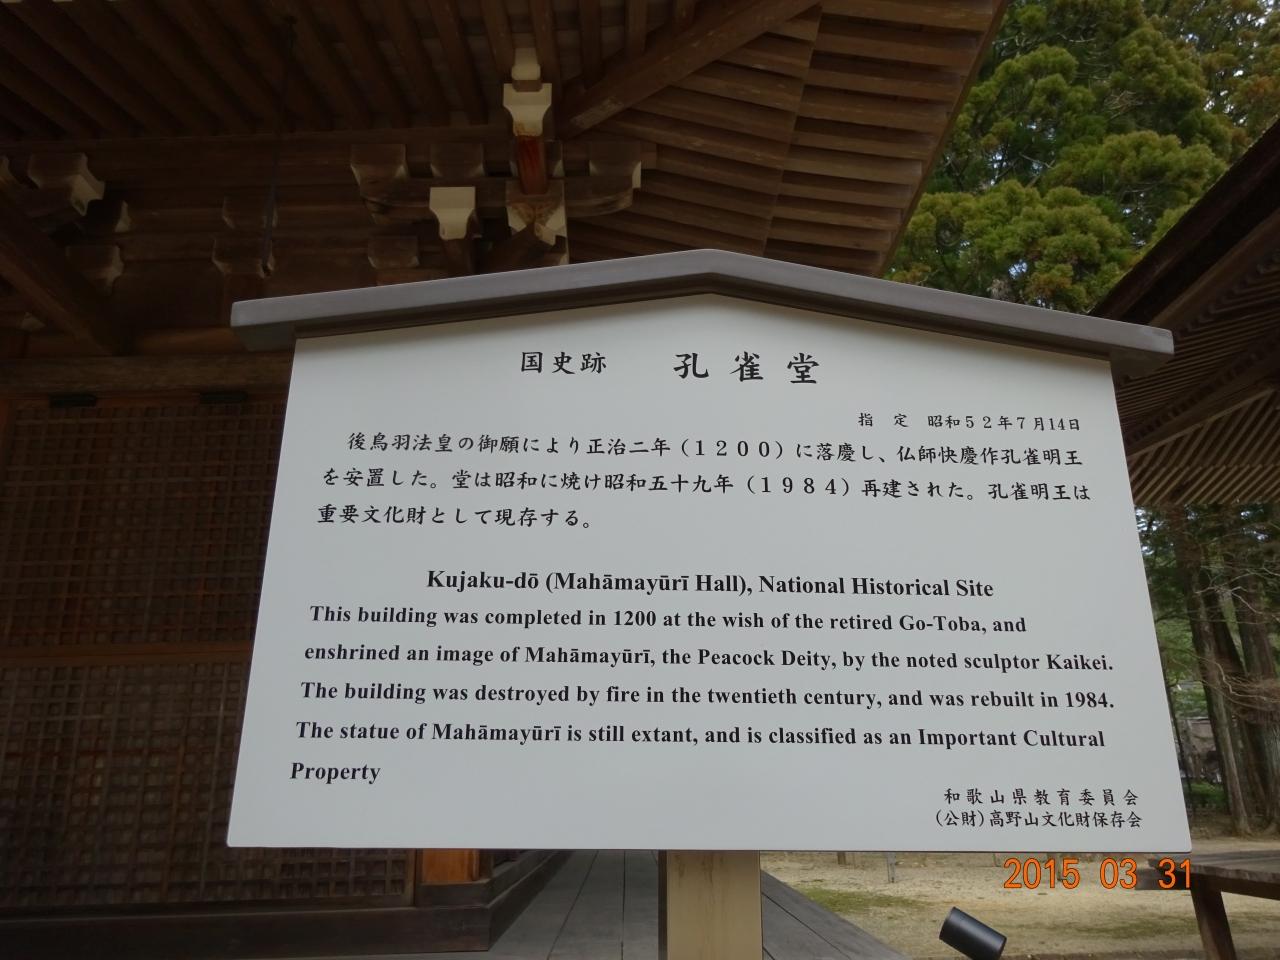 国史跡 孔雀堂
指 定 昭和５２年７月14日
後鳥羽法皇の御願により正治二年（１２００）に落慶し、仏師快慶作孔雀明王
を安置した。堂は昭和に焼け昭和五十九年（１９８４）再建された。孔雀明王は
重要文化財として現存する。
Kujaku-dō (Mahāmayūrī Hall), National Historical Site
This building was completed in 1200 at the wish of the retired Go-Toba, and
enshrined an image of Mahāmayūrī, the Peacock Deity, by the noted sculptor Kaikei.
The building was destroyed by fire in the twentieth century, and was rebuilt in 1984.
The statue of Mahāmayūrī is still extant, and is classified as an Important Cultural
Property
和歌山県教育委員会
（公財）高野山文化財保存会
2015 03 31